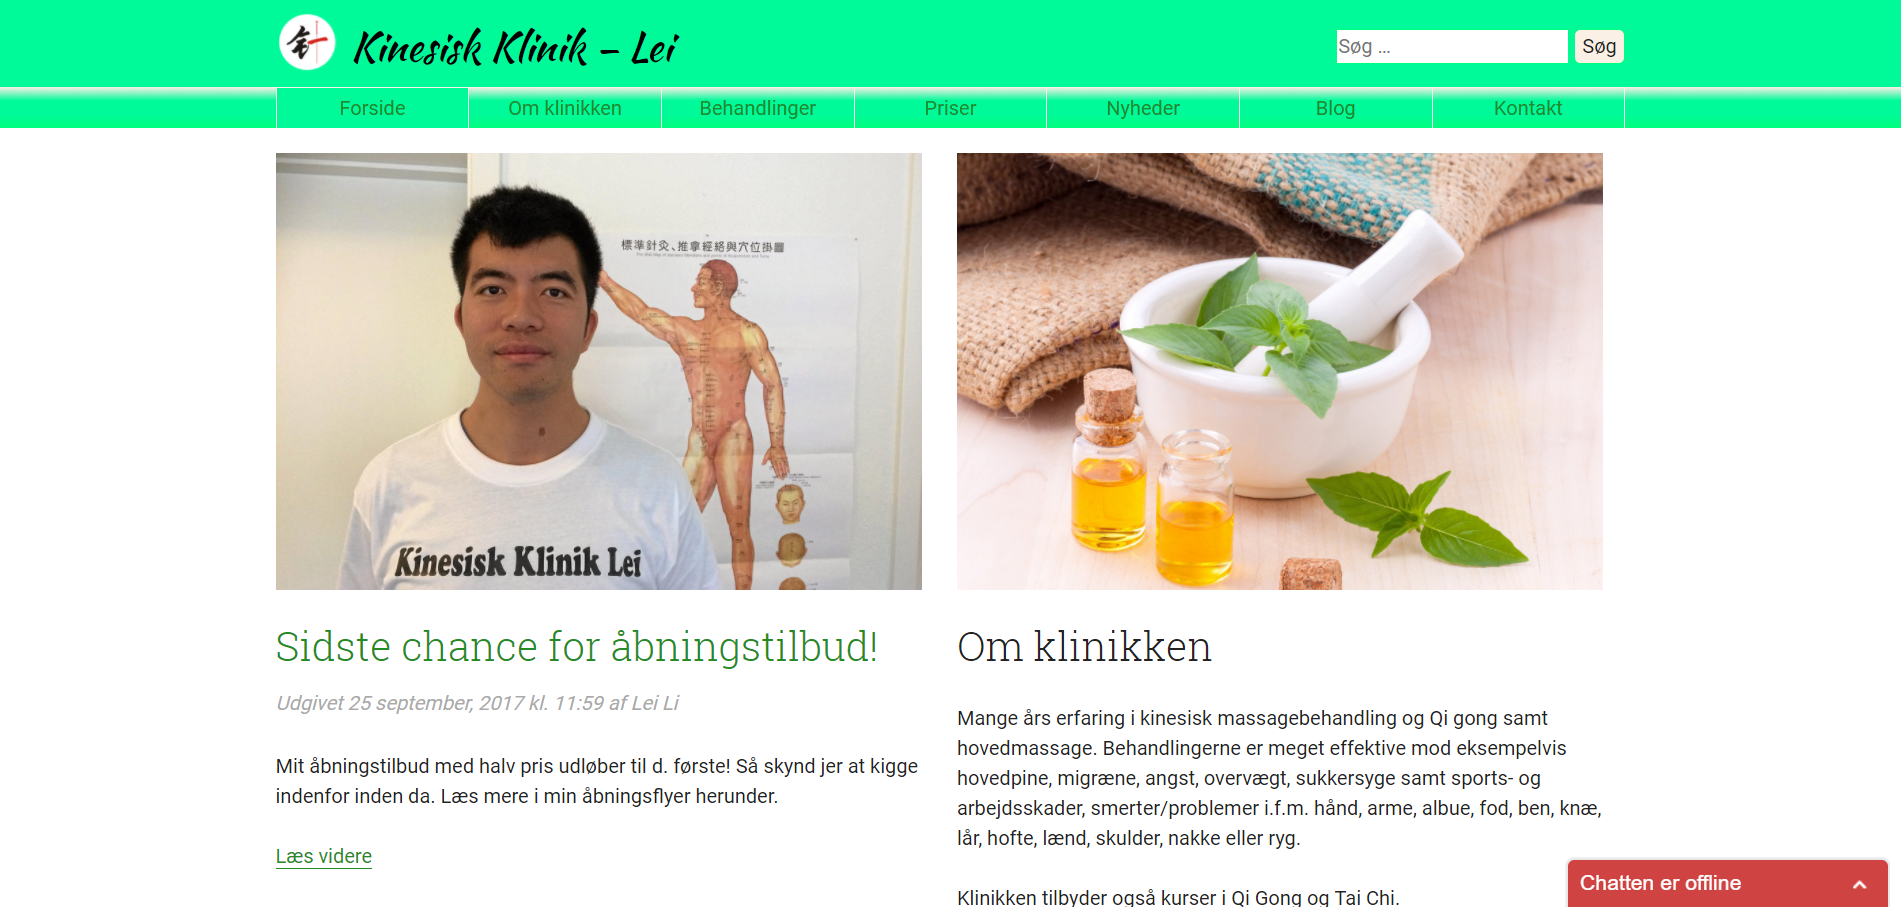 针
Kinesisk Klinik – Lei
Søg ...
Søg
Forside
Om klinikken
Behandlinger
Priser
Nyheder
Blog
Kontakt
標準針灸、推拿經絡與穴位掛圖
Kinesisk Klinik Lei
Sidste chance for åbningstilbud!
Udgivet 25 september, 2017 kl. 11:59 af Lei Li
Mit åbningstilbud med halv pris udløber til d. første! Så skynd jer at kigge
indenfor inden da. Læs mere i min åbningsflyer herunder.
Læs videre
Om klinikken
Mange års erfaring i kinesisk massagebehandling og Qi gong samt
hovedmassage. Behandlingerne er meget effektive mod eksempelvis
hovedpine, migræne, angst, overvægt, sukkersyge samt sports- og
arbejdsskader, smerter/problemer i.f.m. hånd, arme, albue, fod, ben, knæ,
lår, hofte, lænd, skulder, nakke eller ryg.
Klinikken tilbyder også kurser i Qi Gong og Tai Chi.
Chatten er offline